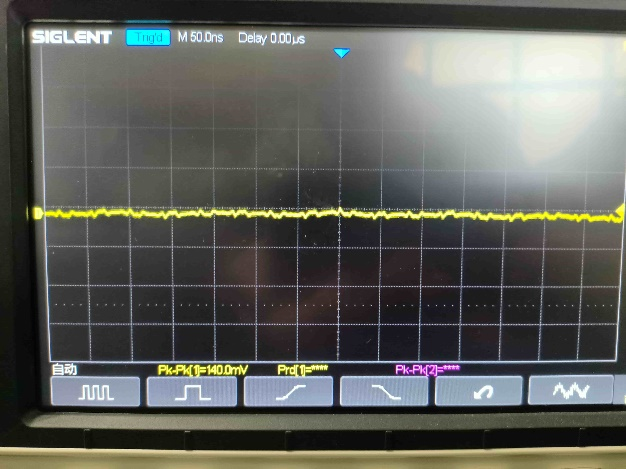 SIGLENT Trig'd M 50.0ns Delay 0.00µs
自动 Pk-Pk[1]=140.0mV Prd[1]=**** Pk-Pk[2]=****